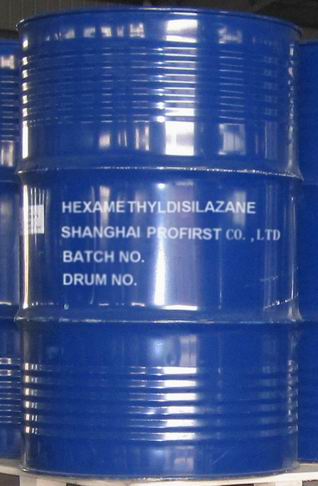 HEXAMETHYLDISILAZANE
SHANGHAI PROFIRST CO. , LTD
BATCH NO.
DRUM NO.